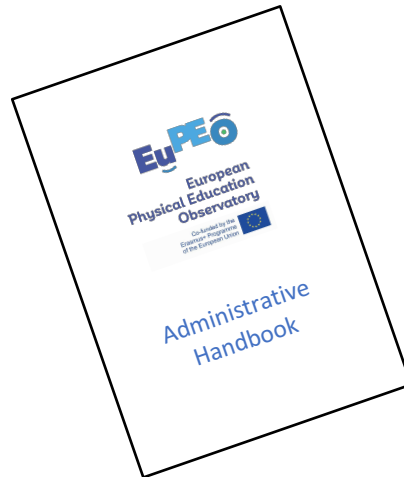 EuPEO
European
Physical Education
Observatory
Co-funded by the
Erasmus+ Programme
of the European Union
Administrative
Handbook